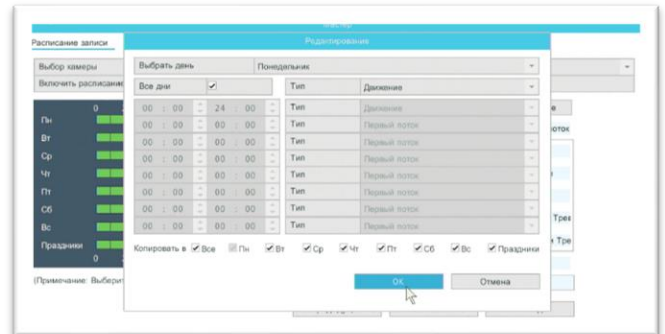 Мастер
Расписание записи
Редактирование
Выбор камеры
Выбрать день Понедельник
Включить расписание
Все дни Тип Движение
00 : 00 24 : 00 Тип Движение
00 : 00 00 : 00 Тип Первый поток
00 : 00 00 : 00 Тип Первый поток
00 : 00 00 : 00 Тип Первый поток
00 : 00 00 : 00 Тип Первый поток
00 : 00 00 : 00 Тип Первый поток
00 : 00 00 : 00 Тип Первый поток
00 : 00 00 : 00 Тип Первый поток
0
Пн
Вт
Ср
Чт
Пт
Сб
Вс
Праздники
0
Копировать в Все Пн Вт Ср Чт Пт Сб Вс Праздники
(Примечание: Выберит
OK Отмена